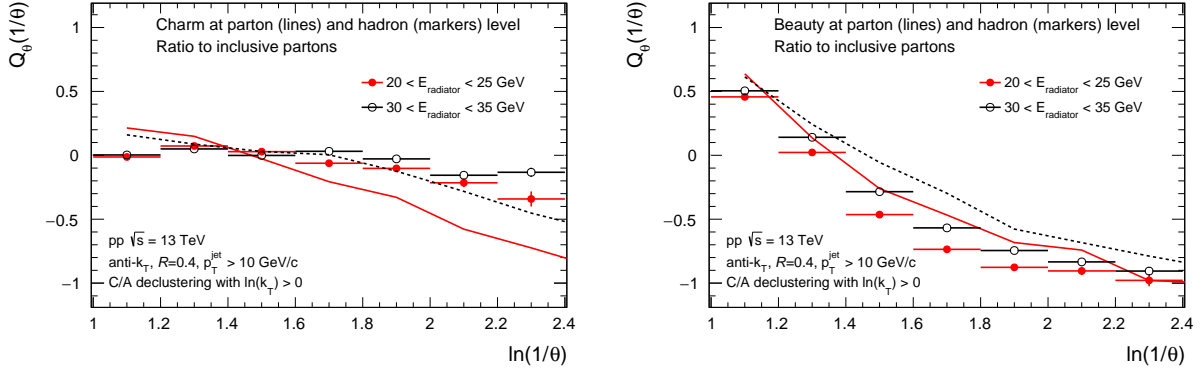 Charm at parton (lines) and hadron (markers) level
Ratio to inclusive partons
20 < E_radiator < 25 GeV
30 < E_radiator < 35 GeV
pp √s = 13 TeV
anti-k_T, R=0.4, p_T^jet > 10 GeV/c
C/A declustering with ln(k_T) > 0
Q_θ(1/θ)
1
0.5
0
−0.5
−1
1 1.2 1.4 1.6 1.8 2 2.2 2.4
ln(1/θ)
Beauty at parton (lines) and hadron (markers) level
Ratio to inclusive partons
20 < E_radiator < 25 GeV
30 < E_radiator < 35 GeV
pp √s = 13 TeV
anti-k_T, R=0.4, p_T^jet > 10 GeV/c
C/A declustering with ln(k_T) > 0
Q_θ(1/θ)
1
0.5
0
−0.5
−1
1 1.2 1.4 1.6 1.8 2 2.2 2.4
ln(1/θ)